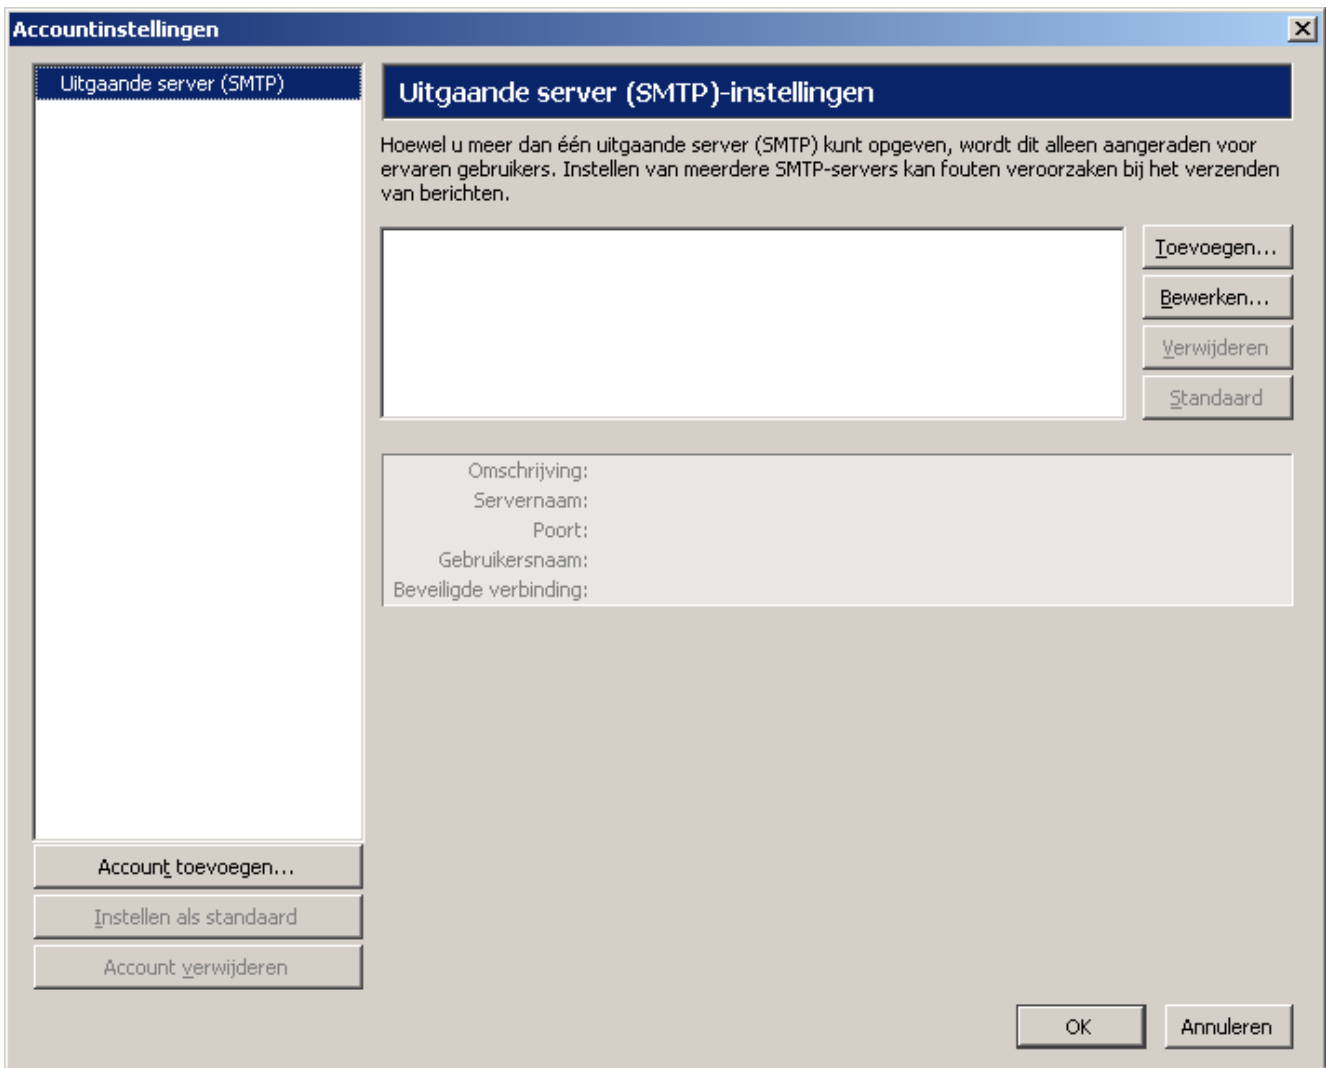 Accountinstellingen
Uitgaande server (SMTP)
Uitgaande server (SMTP)-instellingen
Hoewel u meer dan één uitgaande server (SMTP) kunt opgeven, wordt dit alleen aangeraden voor
ervaren gebruikers. Instellen van meerdere SMTP-servers kan fouten veroorzaken bij het verzenden
van berichten.
Toevoegen...
Bewerken...
Verwijderen
Standaard
Omschrijving:
Servernaam:
Poort:
Gebruikersnaam:
Beveiligde verbinding:
Account toevoegen...
Instellen als standaard
Account verwijderen
OK
Annuleren